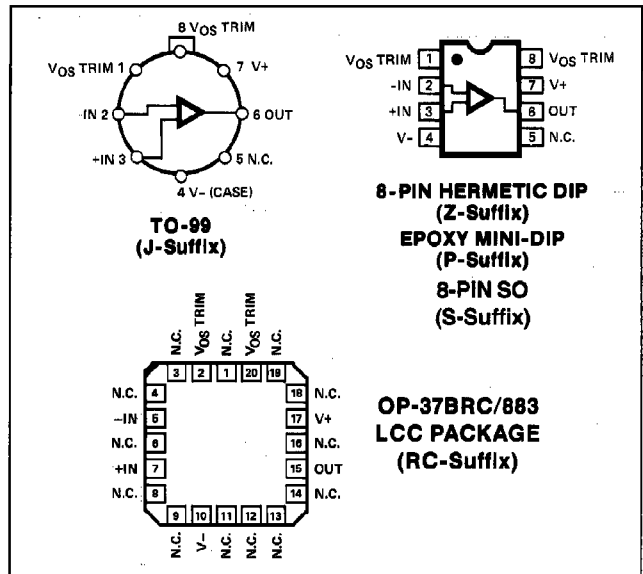 8 VOS TRIM
VOS TRIM 1
7 V+
-IN 2
6 OUT
+IN 3
5 N.C.
4 V- (CASE)
TO-99
(J-Suffix)
VOS TRIM 1
8 VOS TRIM
-IN 2
7 V+
+IN 3
6 OUT
V- 4
5 N.C.
8-PIN HERMETIC DIP
(Z-Suffix)
EPOXY MINI-DIP
(P-Suffix)
8-PIN SO
(S-Suffix)
N.C. VOS TRIM N.C. VOS TRIM N.C.
3 2 1 20 19
N.C. 4
18 N.C.
-IN 5
17 V+
N.C. 6
16 N.C.
+IN 7
15 OUT
N.C. 8
14 N.C.
9 10 11 12 13
N.C. V- N.C. N.C. N.C.
OP-37BRC/883
LCC PACKAGE
(RC-Suffix)